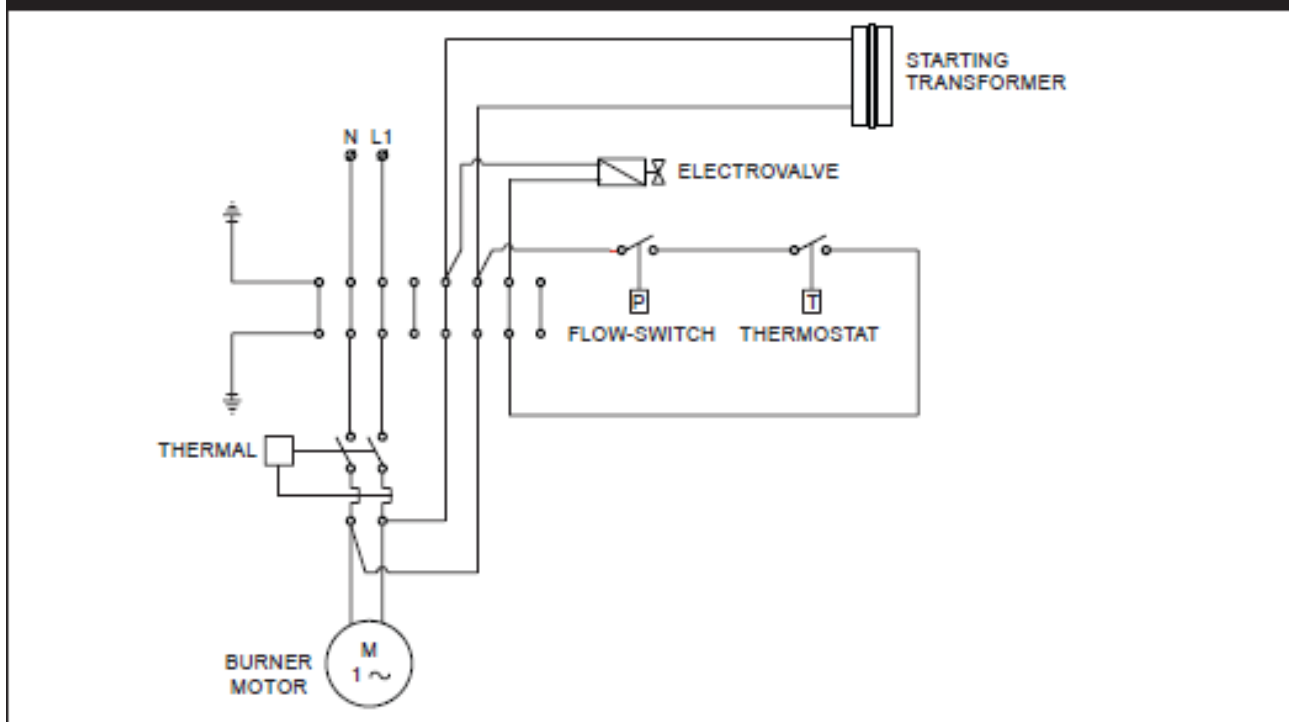 STARTING
TRANSFORMER
N L1
ELECTROVALVE
P
T
FLOW-SWITCH THERMOSTAT
THERMAL
M
1 ~
BURNER
MOTOR